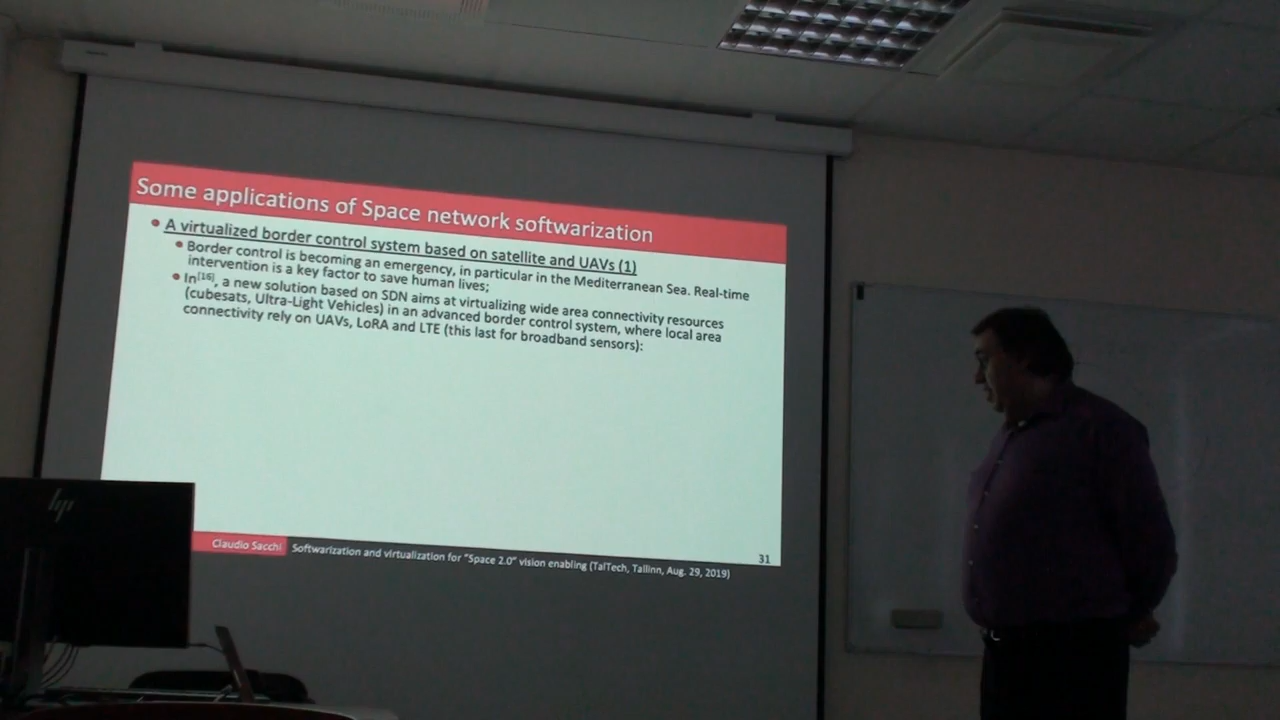 Some applications of Space network softwarization
• A virtualized border control system based on satellite and UAVs (1)
• Border control is becoming an emergency, in particular in the Mediterranean Sea. Real-time
intervention is a key factor to save human lives;
• In[16], a new solution based on SDN aims at virtualizing wide area connectivity resources
(cubesats, Ultra-Light Vehicles) in an advanced border control system, where local area
connectivity rely on UAVs, LoRA and LTE (this last for broadband sensors):
Claudio Sacchi
Softwarization and virtualization for "Space 2.0" vision enabling (TalTech, Tallinn, Aug. 29, 2019)
31
hp